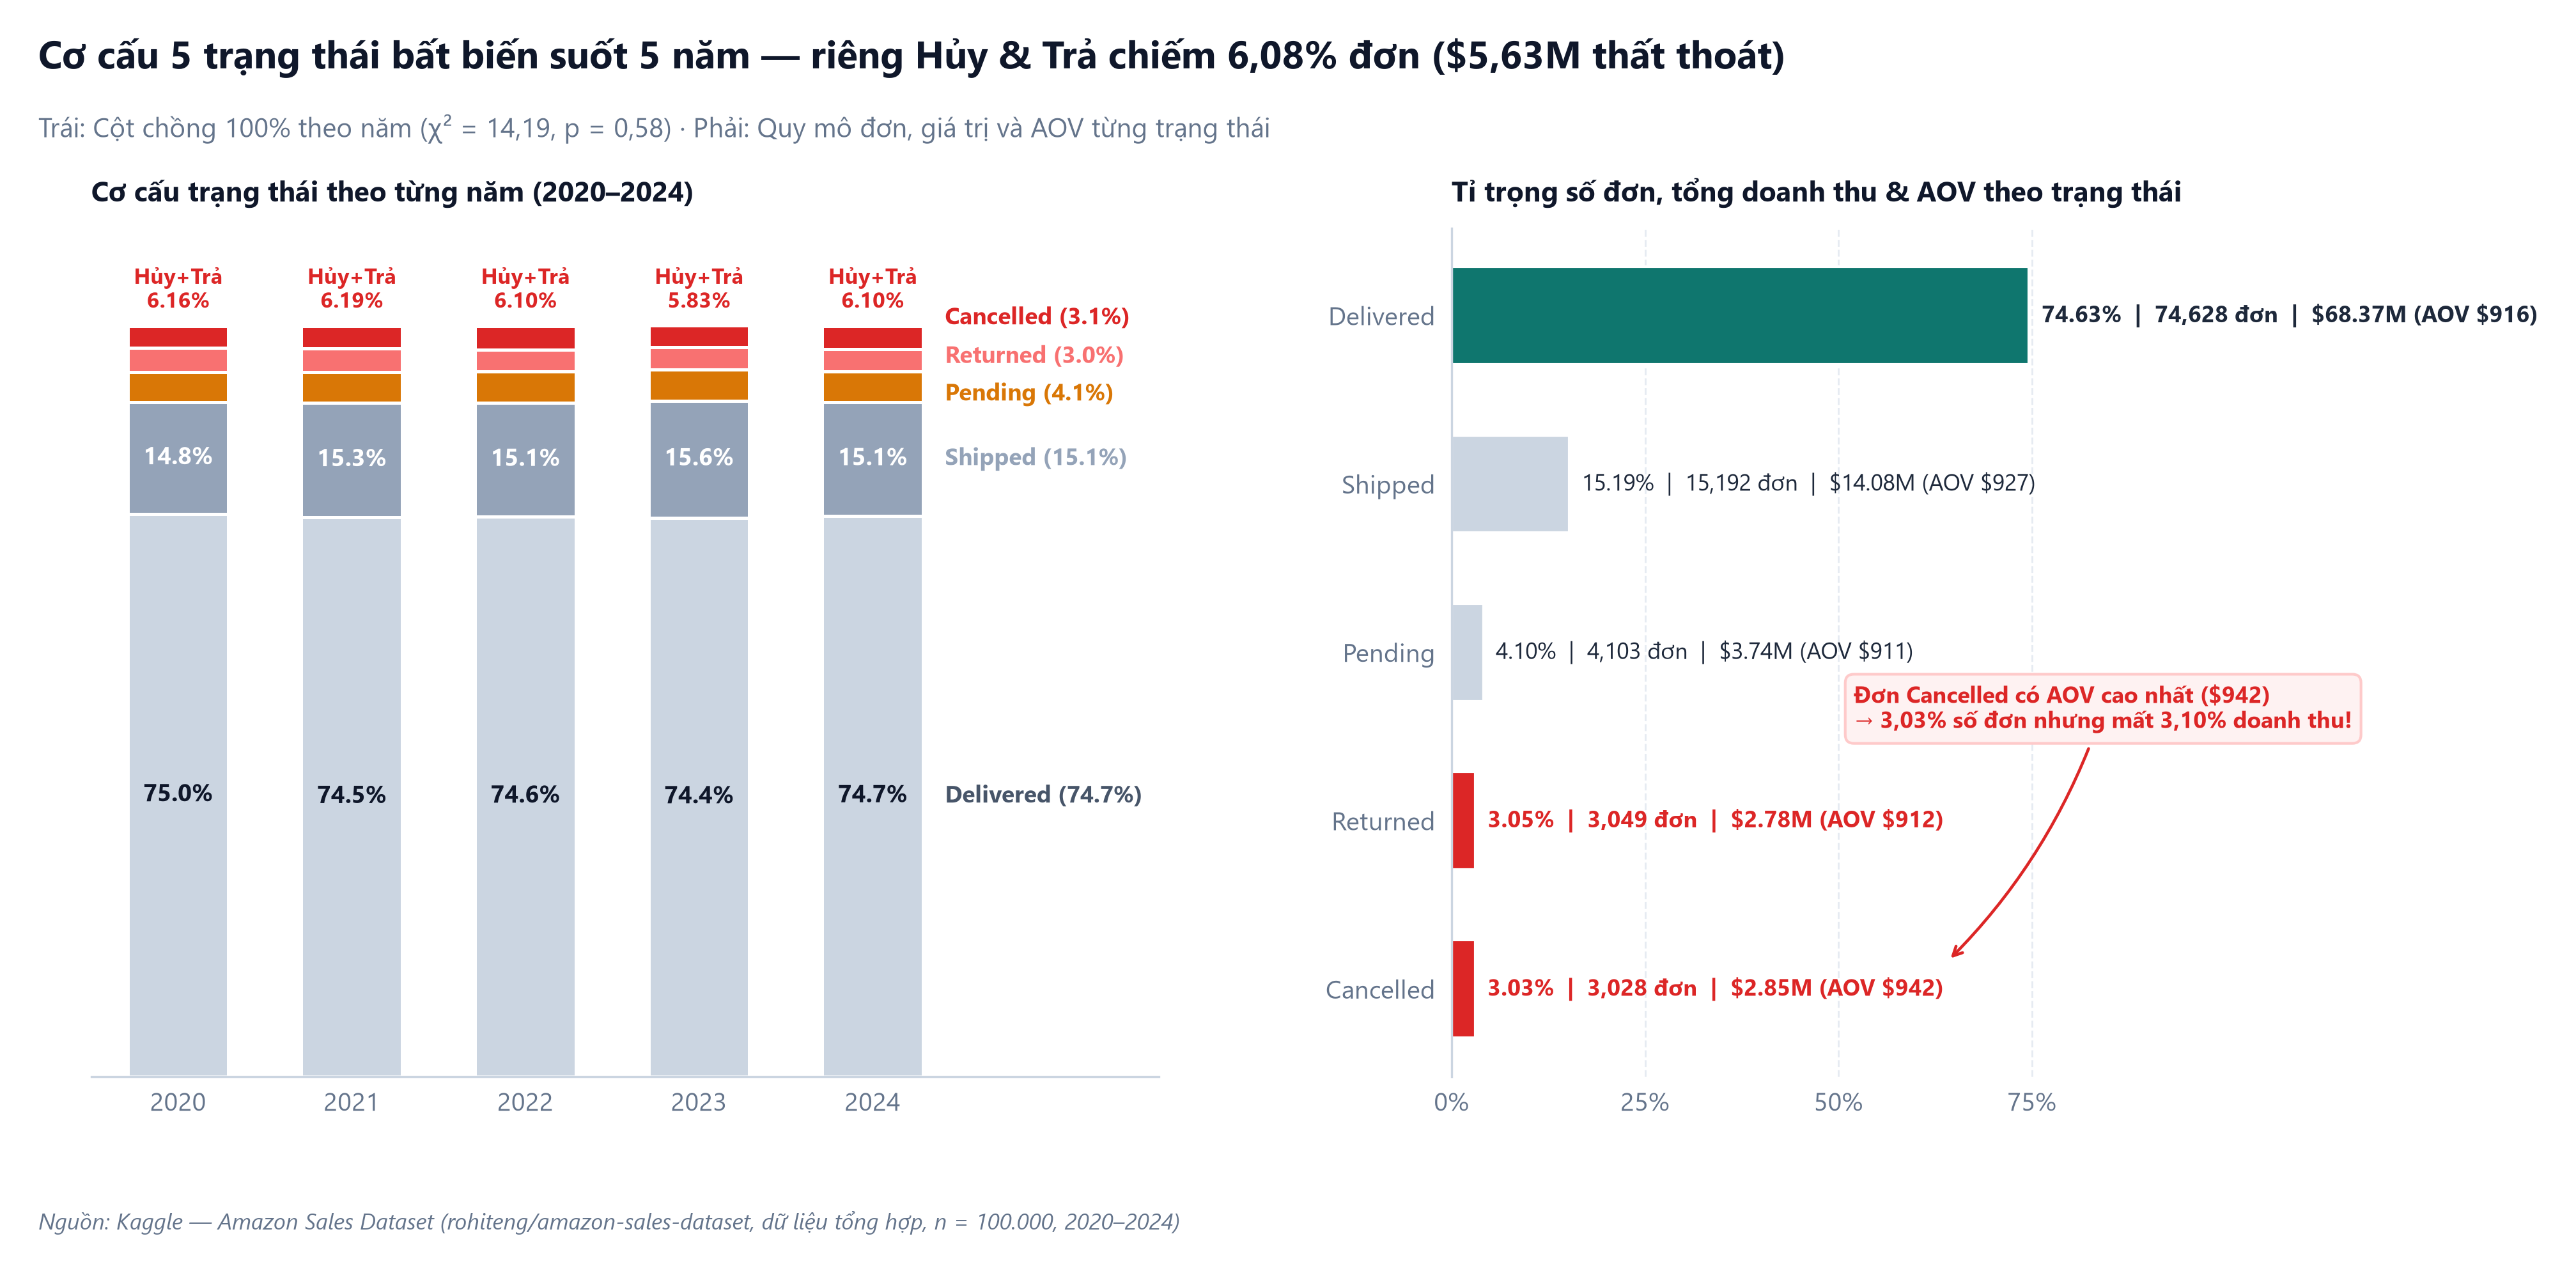 Cơ cấu 5 trạng thái bất biến suốt 5 năm — riêng Hủy & Trả chiếm 6,08% đơn ($5,63M thất thoát)
Trái: Cột chồng 100% theo năm (χ² = 14,19, p = 0,58) · Phải: Quy mô đơn, giá trị và AOV từng trạng thái
Cơ cấu trạng thái theo từng năm (2020–2024)
Hủy+Trả
6.16%
Hủy+Trả
6.19%
Hủy+Trả
6.10%
Hủy+Trả
5.83%
Hủy+Trả
6.10%
Cancelled (3.1%)
Returned (3.0%)
Pending (4.1%)
14.8%
15.3%
15.1%
15.6%
15.1%
Shipped (15.1%)
75.0%
74.5%
74.6%
74.4%
74.7%
Delivered (74.7%)
2020
2021
2022
2023
2024
Tỉ trọng số đơn, tổng doanh thu & AOV theo trạng thái
Delivered
74.63% | 74,628 đơn | $68.37M (AOV $916)
Shipped
15.19% | 15,192 đơn | $14.08M (AOV $927)
Pending
4.10% | 4,103 đơn | $3.74M (AOV $911)
Đơn Cancelled có AOV cao nhất ($942)
→ 3,03% số đơn nhưng mất 3,10% doanh thu!
Returned
3.05% | 3,049 đơn | $2.78M (AOV $912)
Cancelled
3.03% | 3,028 đơn | $2.85M (AOV $942)
0%
25%
50%
75%
Nguồn: Kaggle — Amazon Sales Dataset (rohiteng/amazon-sales-dataset, dữ liệu tổng hợp, n = 100.000, 2020–2024)